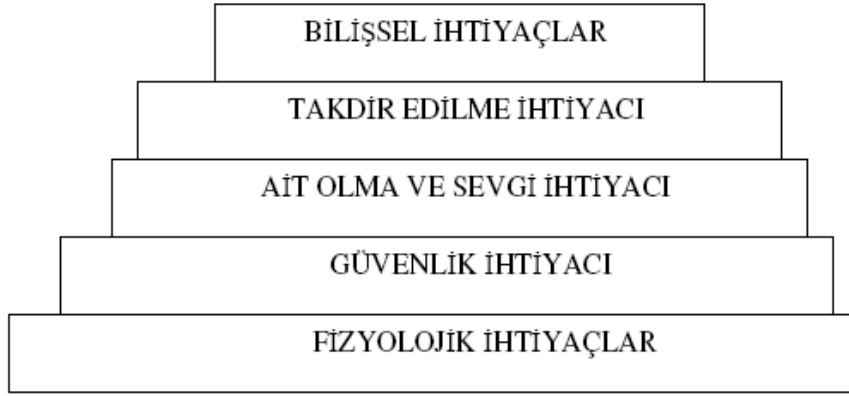 BİLİŞSEL İHTİYAÇLAR
TAKDİR EDİLME İHTİYACI
AİT OLMA VE SEVGİ İHTİYACI
GÜVENLİK İHTİYACI
FİZYOLOJİK İHTİYAÇLAR